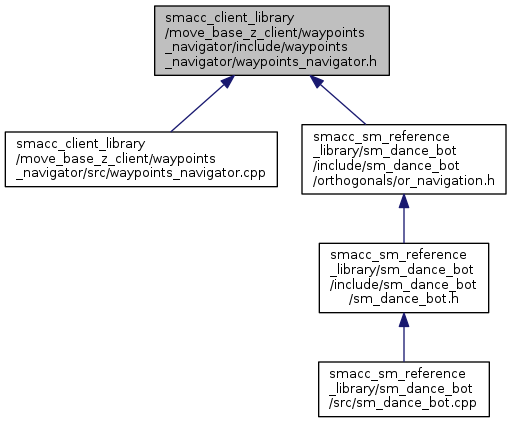 smacc_client_library
/move_base_z_client/waypoints
_navigator/include/waypoints
_navigator/waypoints_navigator.h
smacc_client_library
/move_base_z_client/waypoints
_navigator/src/waypoints_navigator.cpp
smacc_sm_reference
_library/sm_dance_bot
/include/sm_dance_bot
/orthogonals/or_navigation.h
smacc_sm_reference
_library/sm_dance_bot
/include/sm_dance_bot
/sm_dance_bot.h
smacc_sm_reference
_library/sm_dance_bot
/src/sm_dance_bot.cpp